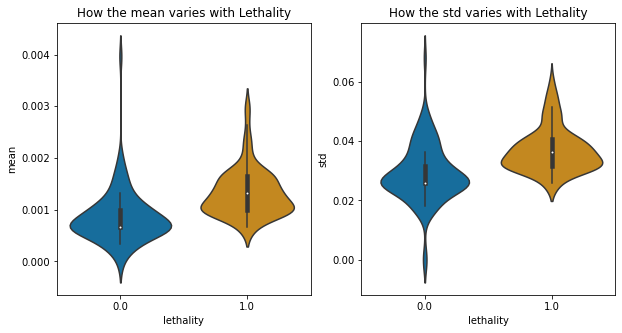 How the mean varies with Lethality
0.004
0.003
0.002
0.001
0.000
mean
0.0
1.0
lethality
How the std varies with Lethality
0.06
0.04
0.02
0.00
std
0.0
1.0
lethality